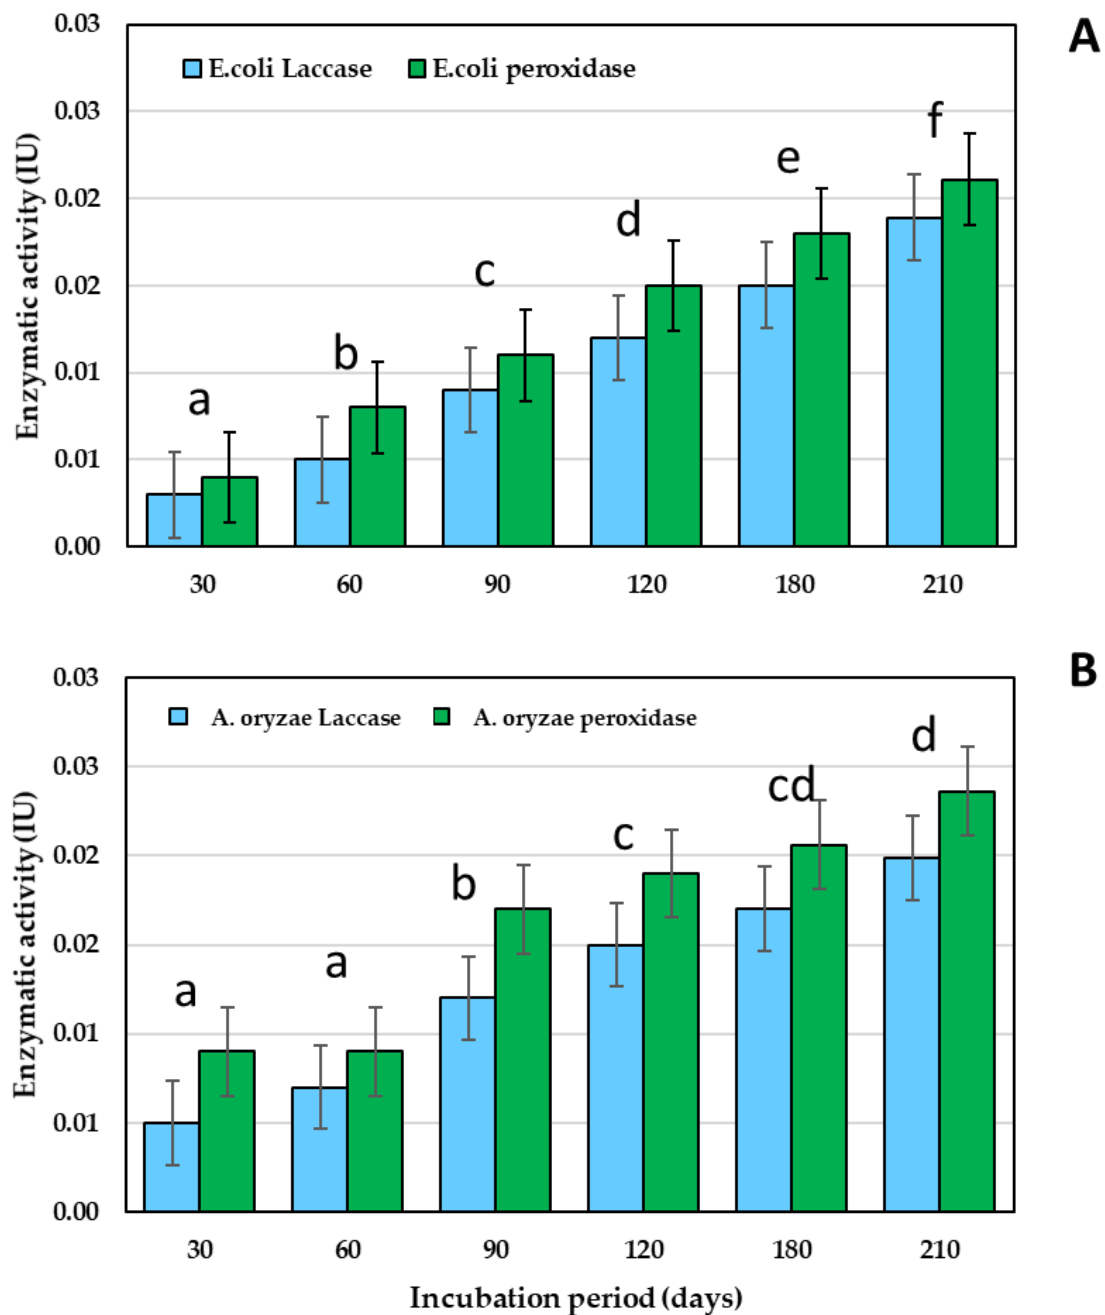 A
0.03
E.coli Laccase E.coli peroxidase
0.03
f
e
0.02
d
c
0.02
b
0.01
a
0.01
0.00
Enzymatic activity (IU)
30 60 90 120 180 210
B
0.03
A. oryzae Laccase A. oryzae peroxidase
d
0.03
cd
c
0.02
b
0.02
a
a
0.01
0.01
0.00
Enzymatic activity (IU)
30 60 90 120 180 210
Incubation period (days)